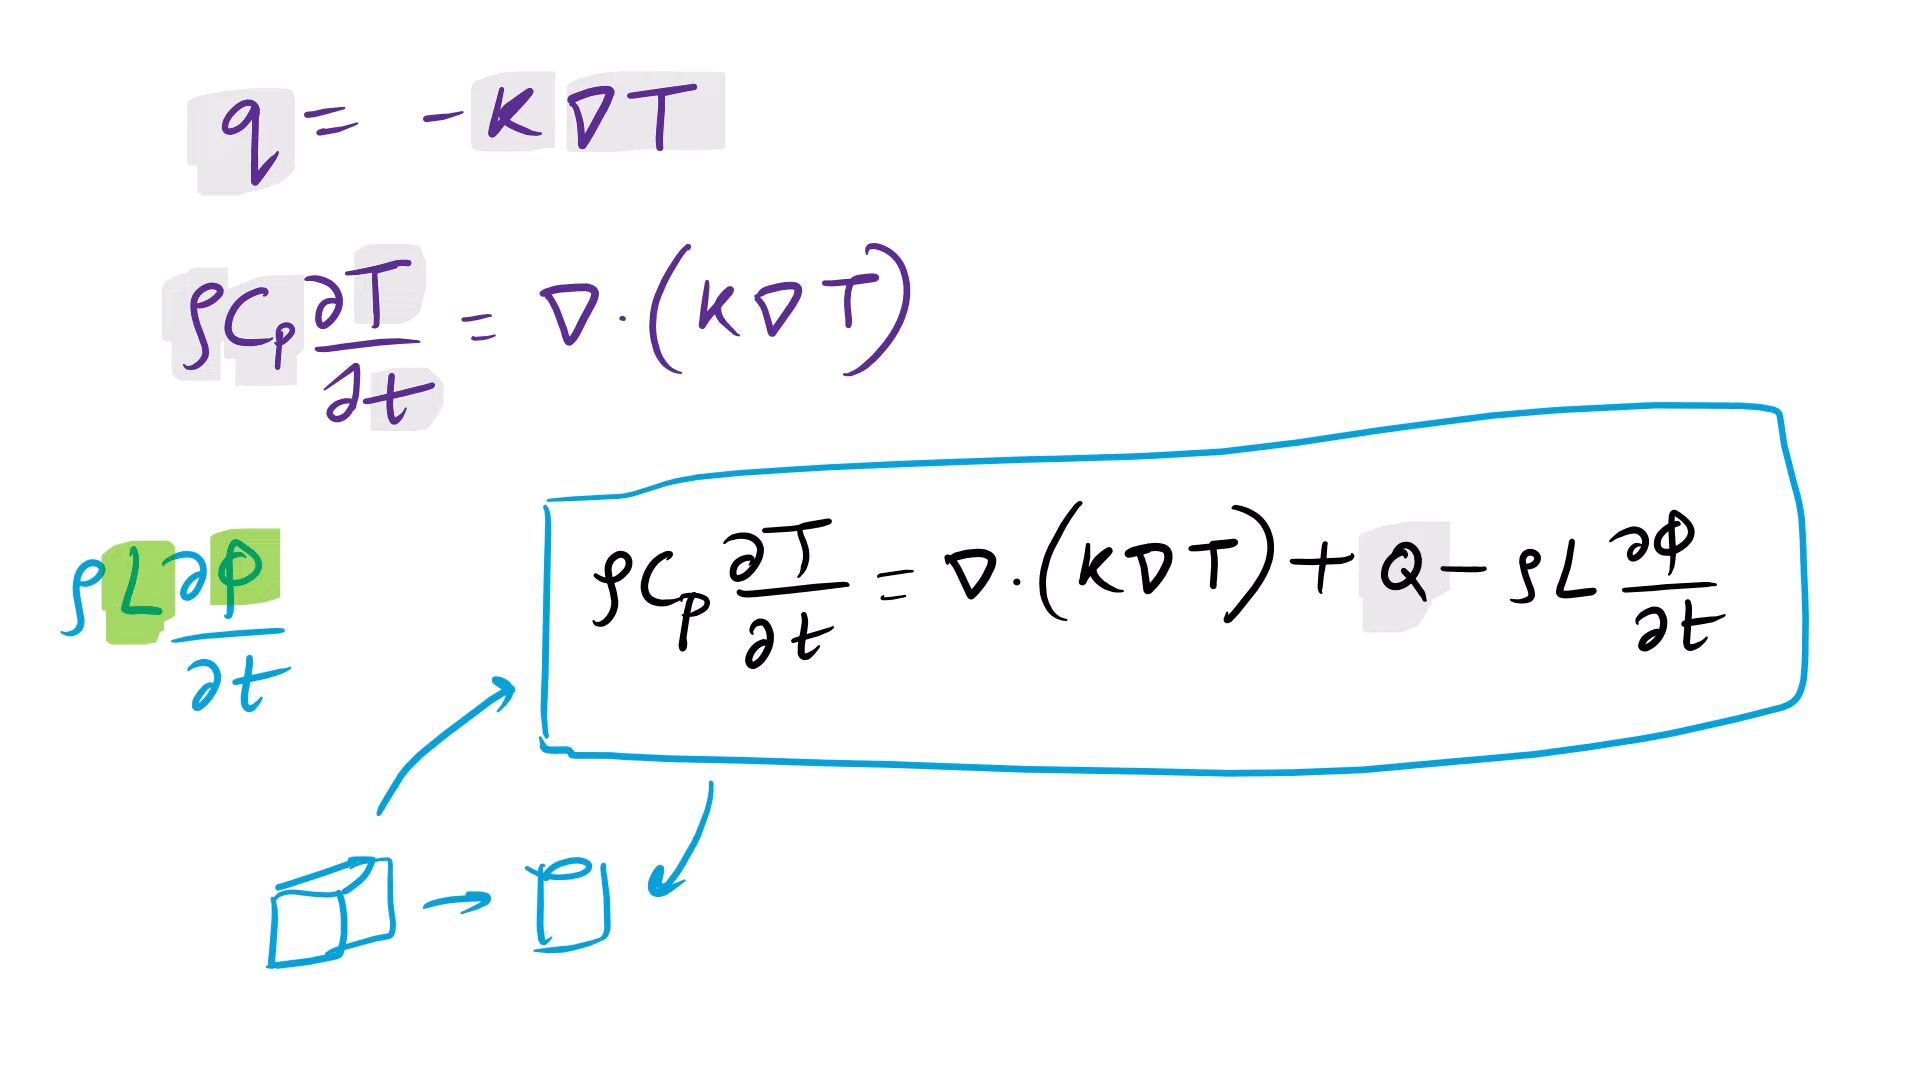 q = -K∇T
ρCₚ ∂T/∂t = ∇·(K∇T)
ρL ∂φ/∂t
ρCₚ ∂T/∂t = ∇·(K∇T) + Q - ρL ∂φ/∂t